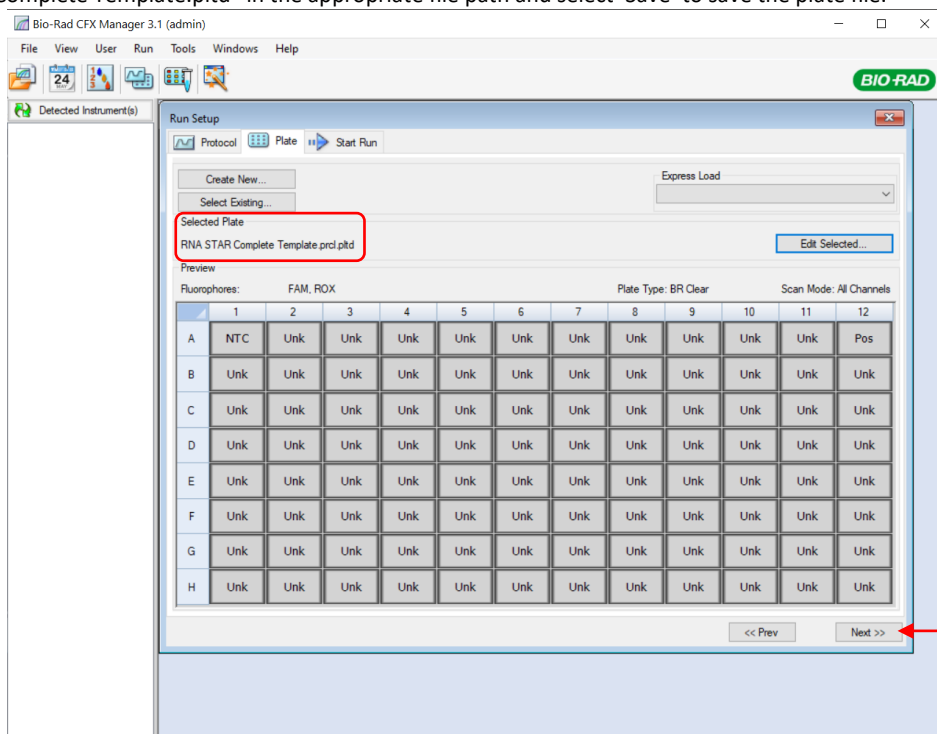 Complete Template.pltd" in the appropriate file path and select "Save" to save the plate file.
Bio-Rad CFX Manager 3.1 (admin)
File View User Run Tools Windows Help
24
BIO-RAD
Detected Instrument(s)
Run Setup
Protocol Plate Start Run
Create New...
Express Load
Select Existing...
Selected Plate
RNA STAR Complete Template.prcl.pltd
Edit Selected...
Preview
Fluorophores: FAM, ROX Plate Type: BR Clear Scan Mode: All Channels
1 2 3 4 5 6 7 8 9 10 11 12
A NTC Unk Unk Unk Unk Unk Unk Unk Unk Unk Unk Pos
B Unk Unk Unk Unk Unk Unk Unk Unk Unk Unk Unk Unk
C Unk Unk Unk Unk Unk Unk Unk Unk Unk Unk Unk Unk
D Unk Unk Unk Unk Unk Unk Unk Unk Unk Unk Unk Unk
E Unk Unk Unk Unk Unk Unk Unk Unk Unk Unk Unk Unk
F Unk Unk Unk Unk Unk Unk Unk Unk Unk Unk Unk Unk
G Unk Unk Unk Unk Unk Unk Unk Unk Unk Unk Unk Unk
H Unk Unk Unk Unk Unk Unk Unk Unk Unk Unk Unk Unk
<< Prev Next >>